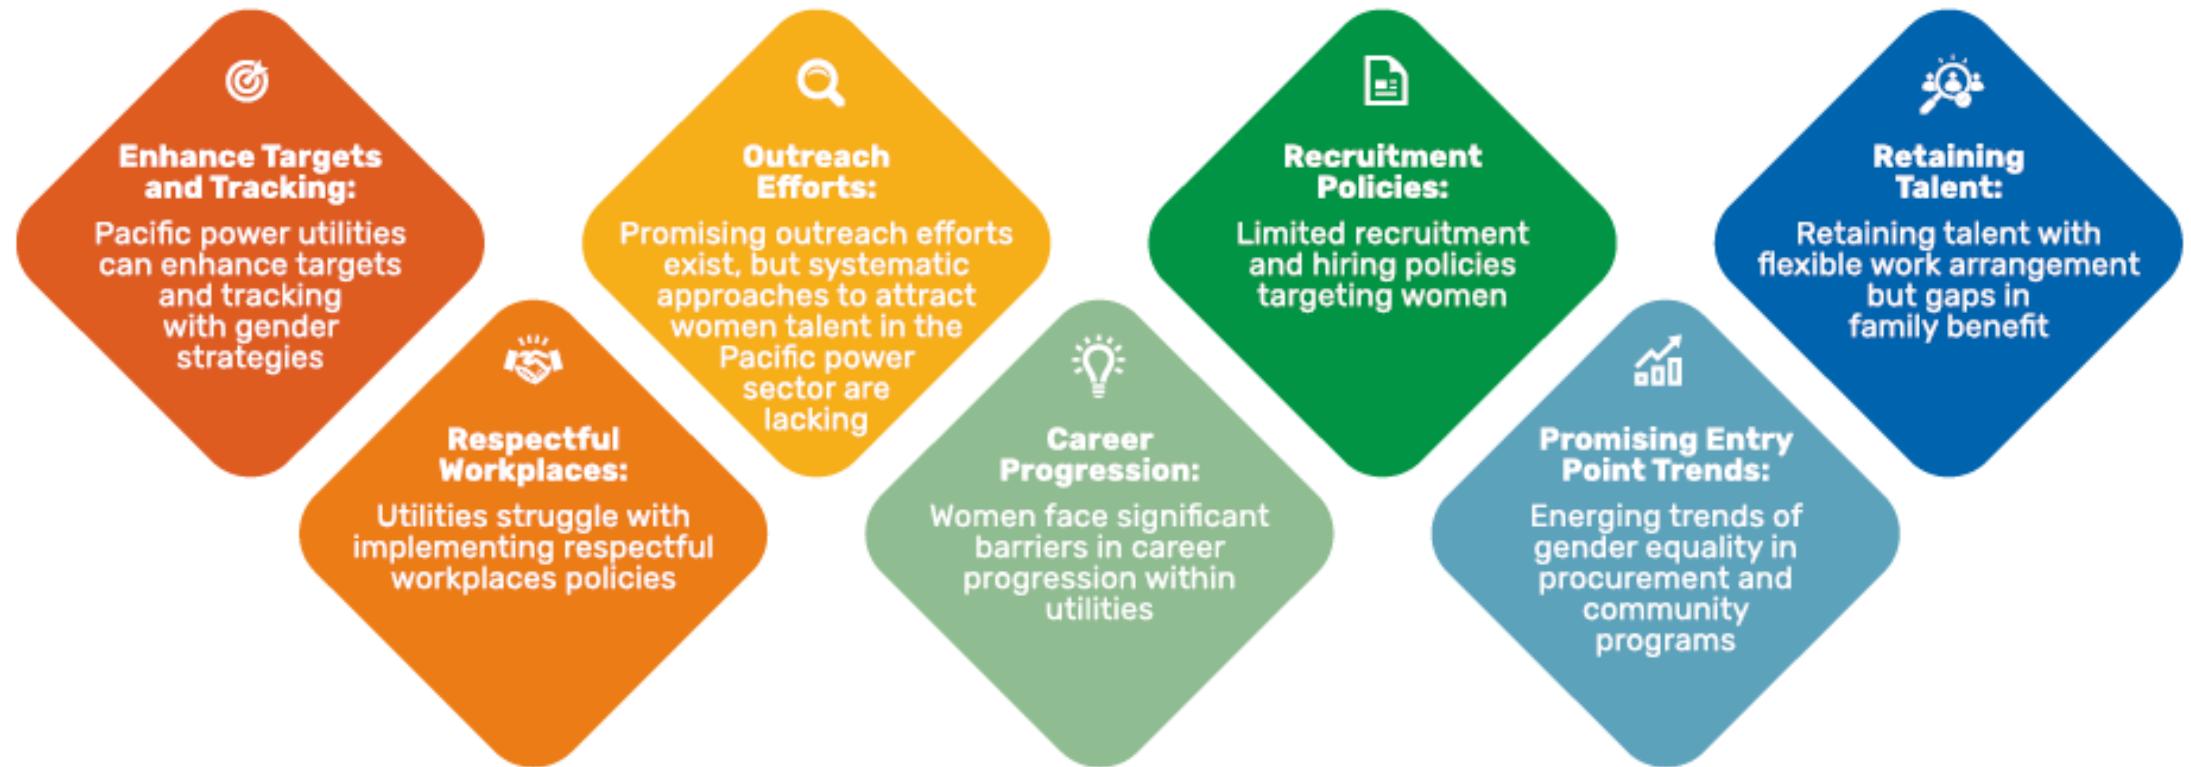 Enhance Targets
and Tracking:
Pacific power utilities
can enhance targets
and tracking
with gender
strategies
Respectful
Workplaces:
Utilities struggle with
implementing respectful
workplaces policies
Outreach
Efforts:
Promising outreach efforts
exist, but systematic
approaches to attract
women talent in the
Pacific power
sector are
lacking
Career
Progression:
Women face significant
barriers in career
progression within
utilities
Recruitment
Policies:
Limited recruitment
and hiring policies
targeting women
Promising Entry
Point Trends:
Energing trends of
gender equality in
procurement and
community
programs
Retaining
Talent:
Retaining talent with
flexible work arrangement
but gaps in
family benefit